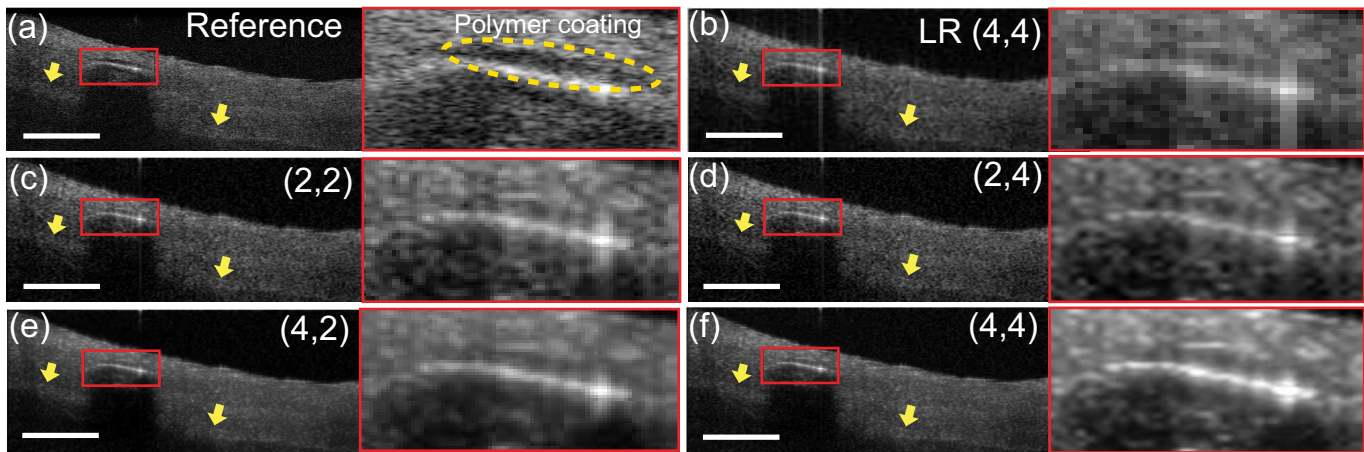 (a) Reference Polymer coating
(b) LR (4,4)
(c) (2,2)
(d) (2,4)
(e) (4,2)
(f) (4,4)